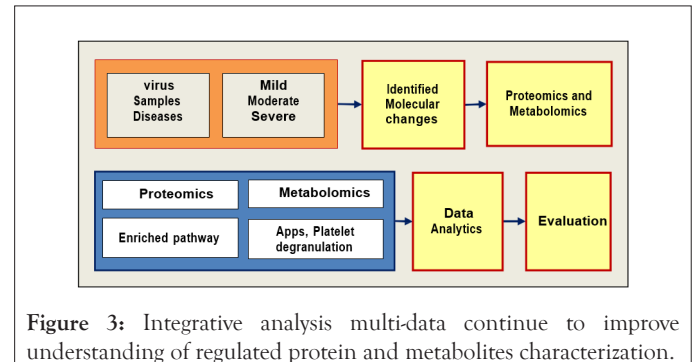 virus
Samples
Diseases
Mild
Moderate
Severe
Identified
Molecular
changes
Proteomics and
Metabolomics
Proteomics
Metabolomics
Enriched pathway
Apps, Platelet
degranulation
Data
Analytics
Evaluation
Figure 3: Integrative analysis multi-data continue to improve
understanding of regulated protein and metabolites characterization.